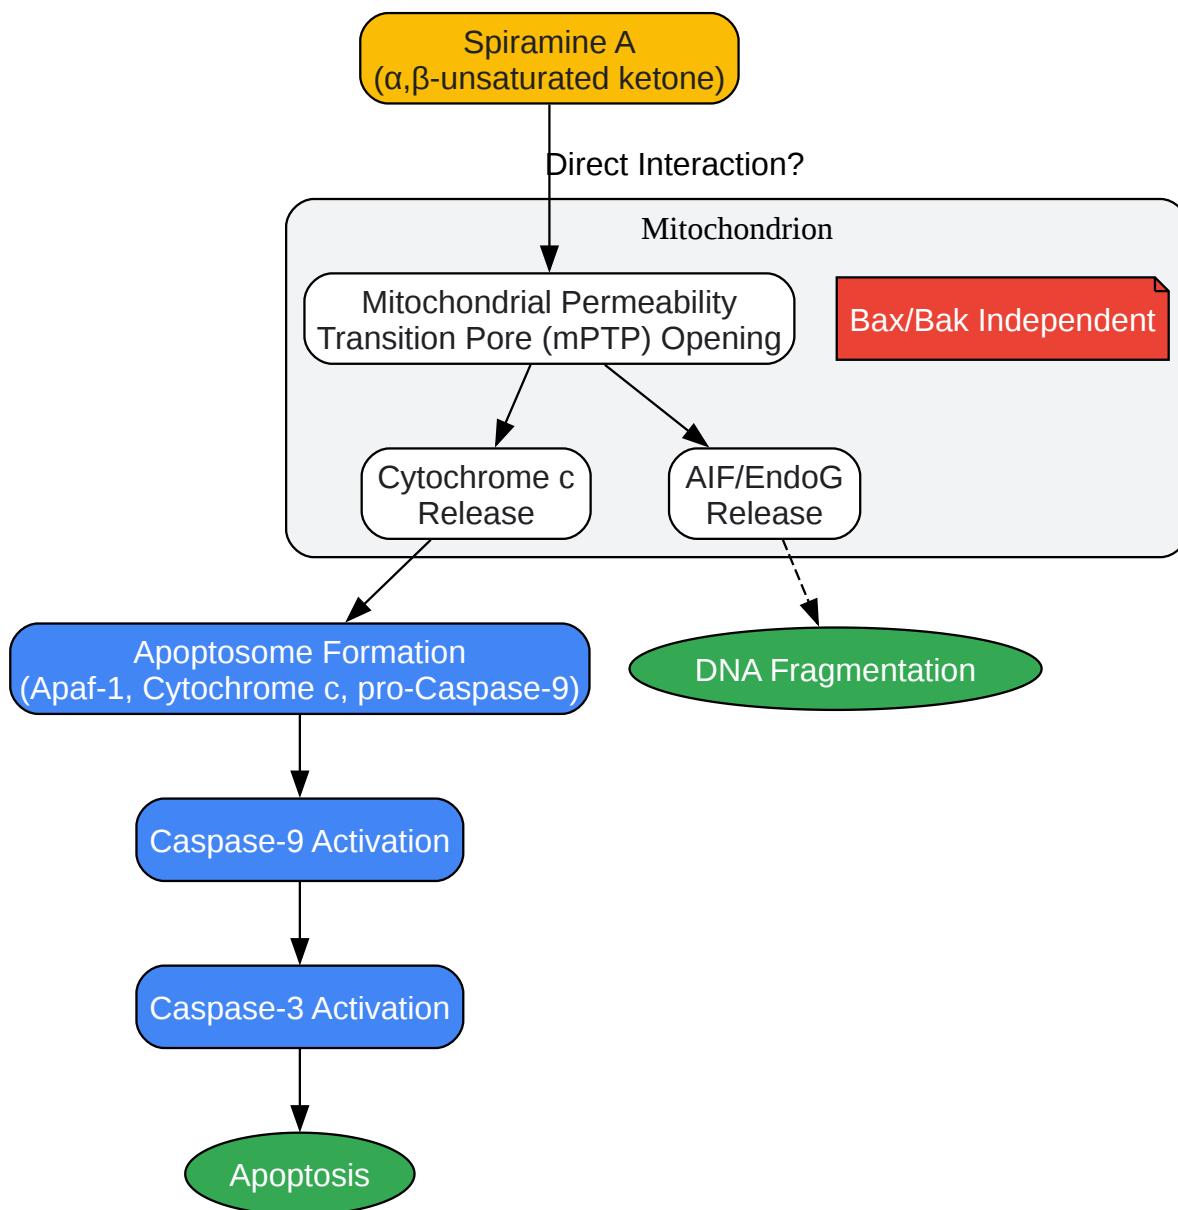 Spiramine A
(α,β-unsaturated ketone)
Direct Interaction?
Mitochondrion
Mitochondrial Permeability
Transition Pore (mPTP) Opening
Bax/Bak Independent
Cytochrome c
Release
AIF/EndoG
Release
Apoptosome Formation
(Apaf-1, Cytochrome c, pro-Caspase-9)
DNA Fragmentation
Caspase-9 Activation
Caspase-3 Activation
Apoptosis